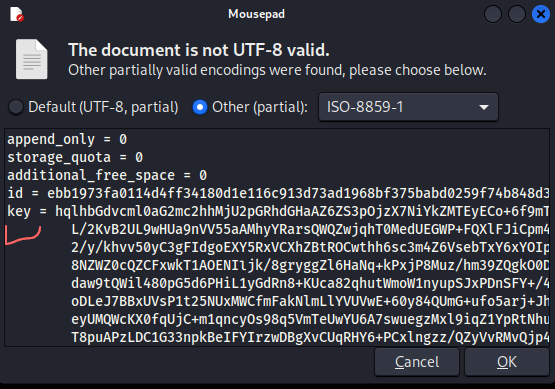 Mousepad
The document is not UTF-8 valid.
Other partially valid encodings were found, please choose below.
Default (UTF-8, partial) Other (partial): ISO-8859-1
append_only = 0
storage_quota = 0
additional_free_space = 0
id = ebb1973fa0114d4ff34180d1e116c913d73ad1968bf375babd0259f74b848d3
key = hqlhbGdvcml0aG2mc2hhMjU2pGRhdGHaAZ6ZS3pOjzX7NiYkZMTEyECo+6f9mT
L/2KvB2UL9wHUa9nVV55aAMhyYRarsQWQZwjqhT0MedUEGWP+FQXlFJiCpm4
2/y/khvv50yC3gFIdgoEXY5RxVCXhZBtROCwthh6sc3m4Z6VsebTxY6xYOIp
8NZWZ0cQZCFxwkT1AOENIljk/8gryggZl6HaNq+kPxjP8Muz/hm39ZQgkO0D
daw9tQWil480pG5d6PHiL1yGdRn8+KUca82qhutWmoW1nyupSJxPDnSFY+/4
oDLeJ7BBxUVsP1t25NUxMWCfmFakNlmLlYVUVwE+60y84QUmG+ufo5arj+Jh
eyUMQWcKX0fqUjC+m1qncyOs98q5VmTeUwYU6A7swuegzMxl9iqZ1YpRtNhu
T8puAPzLDC1G33npkBeIFYIrzwDBgXvCUqRHY6+PCxlngzz/QZyVvRMvQjp4
Cancel OK